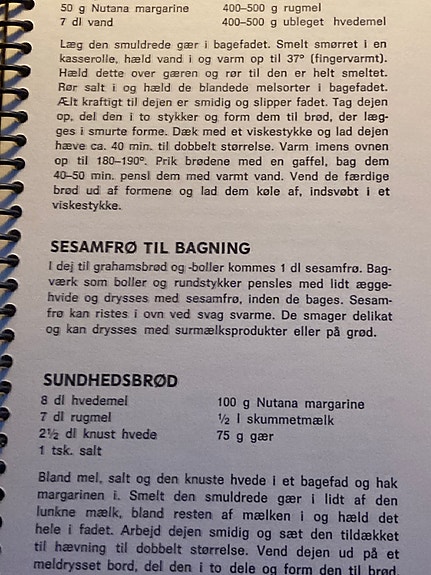 50 g Nutana margarine 400–500 g rugmel
7 dl vand 400–500 g ubleget hvedemel
Læg den smuldrede gær i bagefadet. Smelt smørret i en
kasserolle, hæld vand i og varm op til 37° (fingervarmt).
Hæld dette over gæren og rør til den er helt smeltet.
Rør salt i og hæld de blandede melsorter i bagefadet.
Ælt kraftigt til dejen er smidig og slipper fadet. Tag dejen
op, del den i to stykker og form dem til brød, der læg-
ges i smurte forme. Dæk med et viskestykke og lad dejen
hæve ca. 40 min. til dobbelt størrelse. Varm imens ovnen
op til 180–190°. Prik brødene med en gaffel, bag dem
40–50 min. pensl dem med varmt vand. Vend de færdige
brød ud af formene og lad dem køle af, indsvøbt i et
viskestykke.
SESAMFRØ TIL BAGNING
I dej til grahamsbrød og -boller kommes 1 dl sesamfrø. Bag-
værk som boller og rundstykker pensles med lidt ægge-
hvide og drysses med sesamfrø, inden de bages. Sesam-
frø kan ristes i ovn ved svag svarme. De smager delikat
og kan drysses med surmælksprodukter eller på grød.
SUNDHEDSBRØD
8 dl hvedemel 100 g Nutana margarine
7 dl rugmel ½ l skummetmælk
2½ dl knust hvede 75 g gær
1 tsk. salt
Bland mel, salt og den knuste hvede i et bagefad og hak
margarinen i. Smelt den smuldrede gær i lidt af den
lunkne mælk, bland resten af mælken i og hæld det
hele i fadet. Arbejd dejen smidig og sæt den tildækket
til hævning til dobbelt størrelse. Vend dejen ud på et
meldrysset bord, del den i to dele og form den til brød,